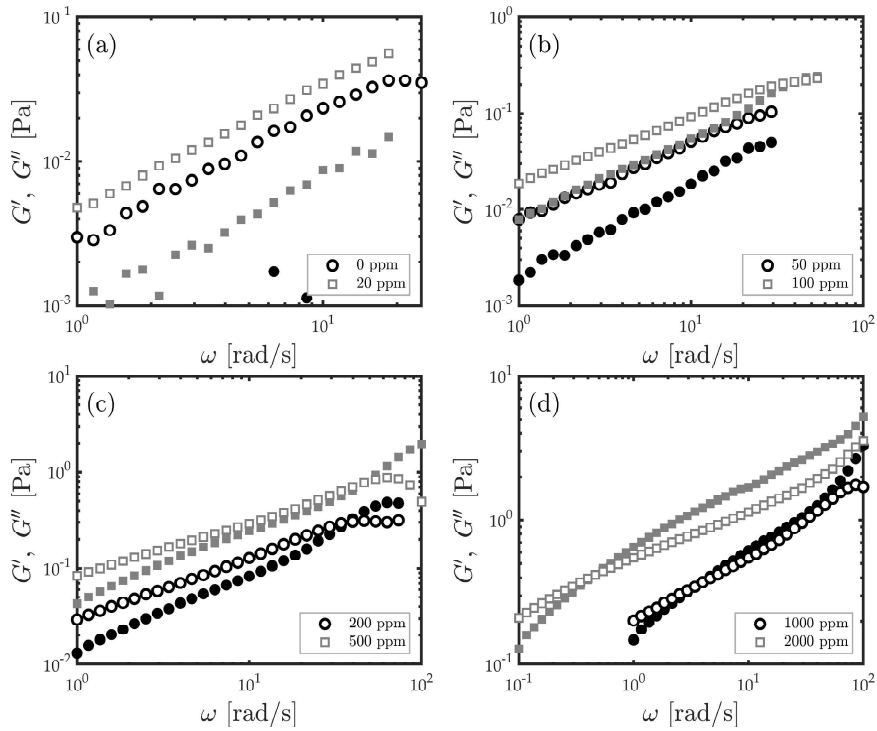 (a)
10^1
10^-2
10^-3
G′, G″ [Pa]
10^0
10^1
ω [rad/s]
0 ppm
20 ppm
(b)
10^0
10^-1
10^-2
10^-3
G′, G″ [Pa]
10^0
10^1
10^2
ω [rad/s]
50 ppm
100 ppm
(c)
10^1
10^0
10^-1
10^-2
G′, G″ [Pa]
10^0
10^1
10^2
ω [rad/s]
200 ppm
500 ppm
(d)
10^1
10^0
10^-1
G′, G″ [Pa]
10^-1
10^0
10^1
10^2
ω [rad/s]
1000 ppm
2000 ppm